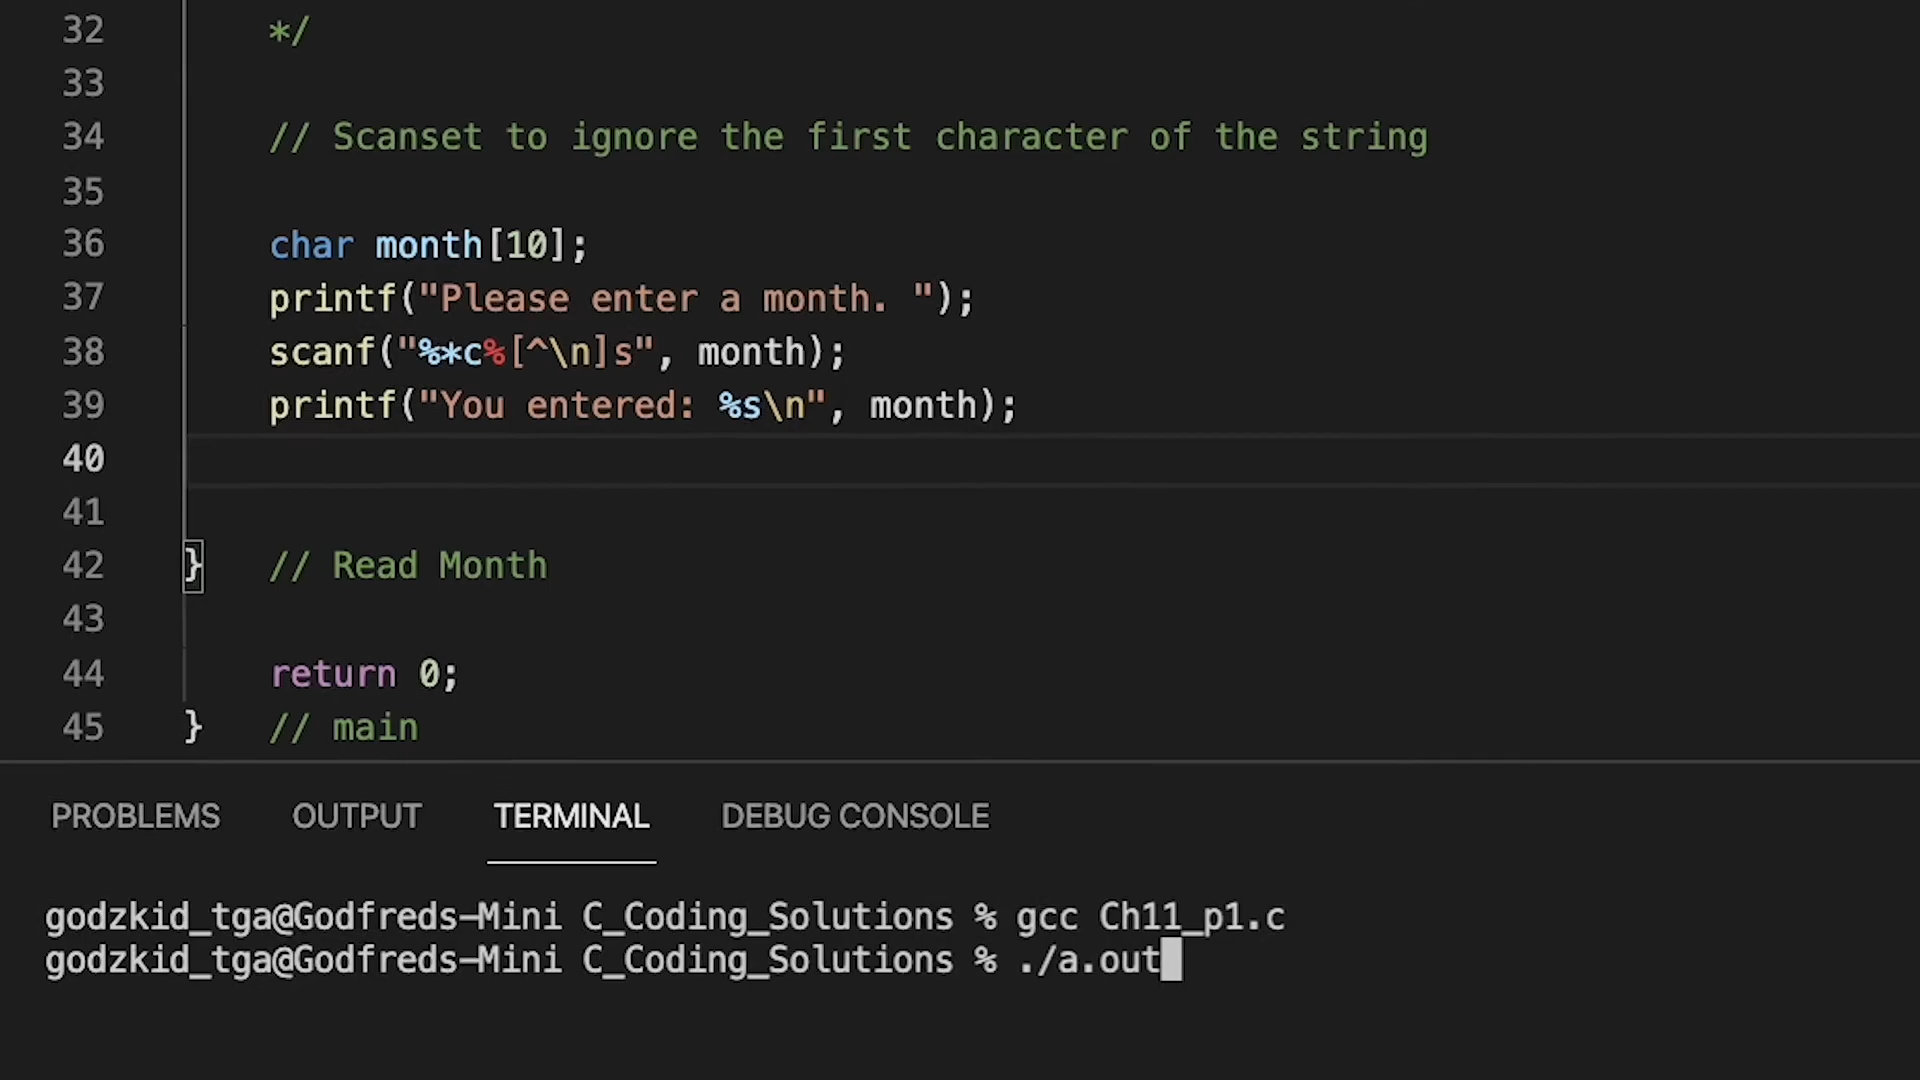 32 */
33
34 // Scanset to ignore the first character of the string
35
36 char month[10];
37 printf("Please enter a month. ");
38 scanf("%*c%[^\n]s", month);
39 printf("You entered: %s\n", month);
40
41
42 } // Read Month
43
44 return 0;
45 } // main
PROBLEMS OUTPUT TERMINAL DEBUG CONSOLE
godzkid_tga@Godfreds-Mini C_Coding_Solutions % gcc Ch11_p1.c
godzkid_tga@Godfreds-Mini C_Coding_Solutions % ./a.out